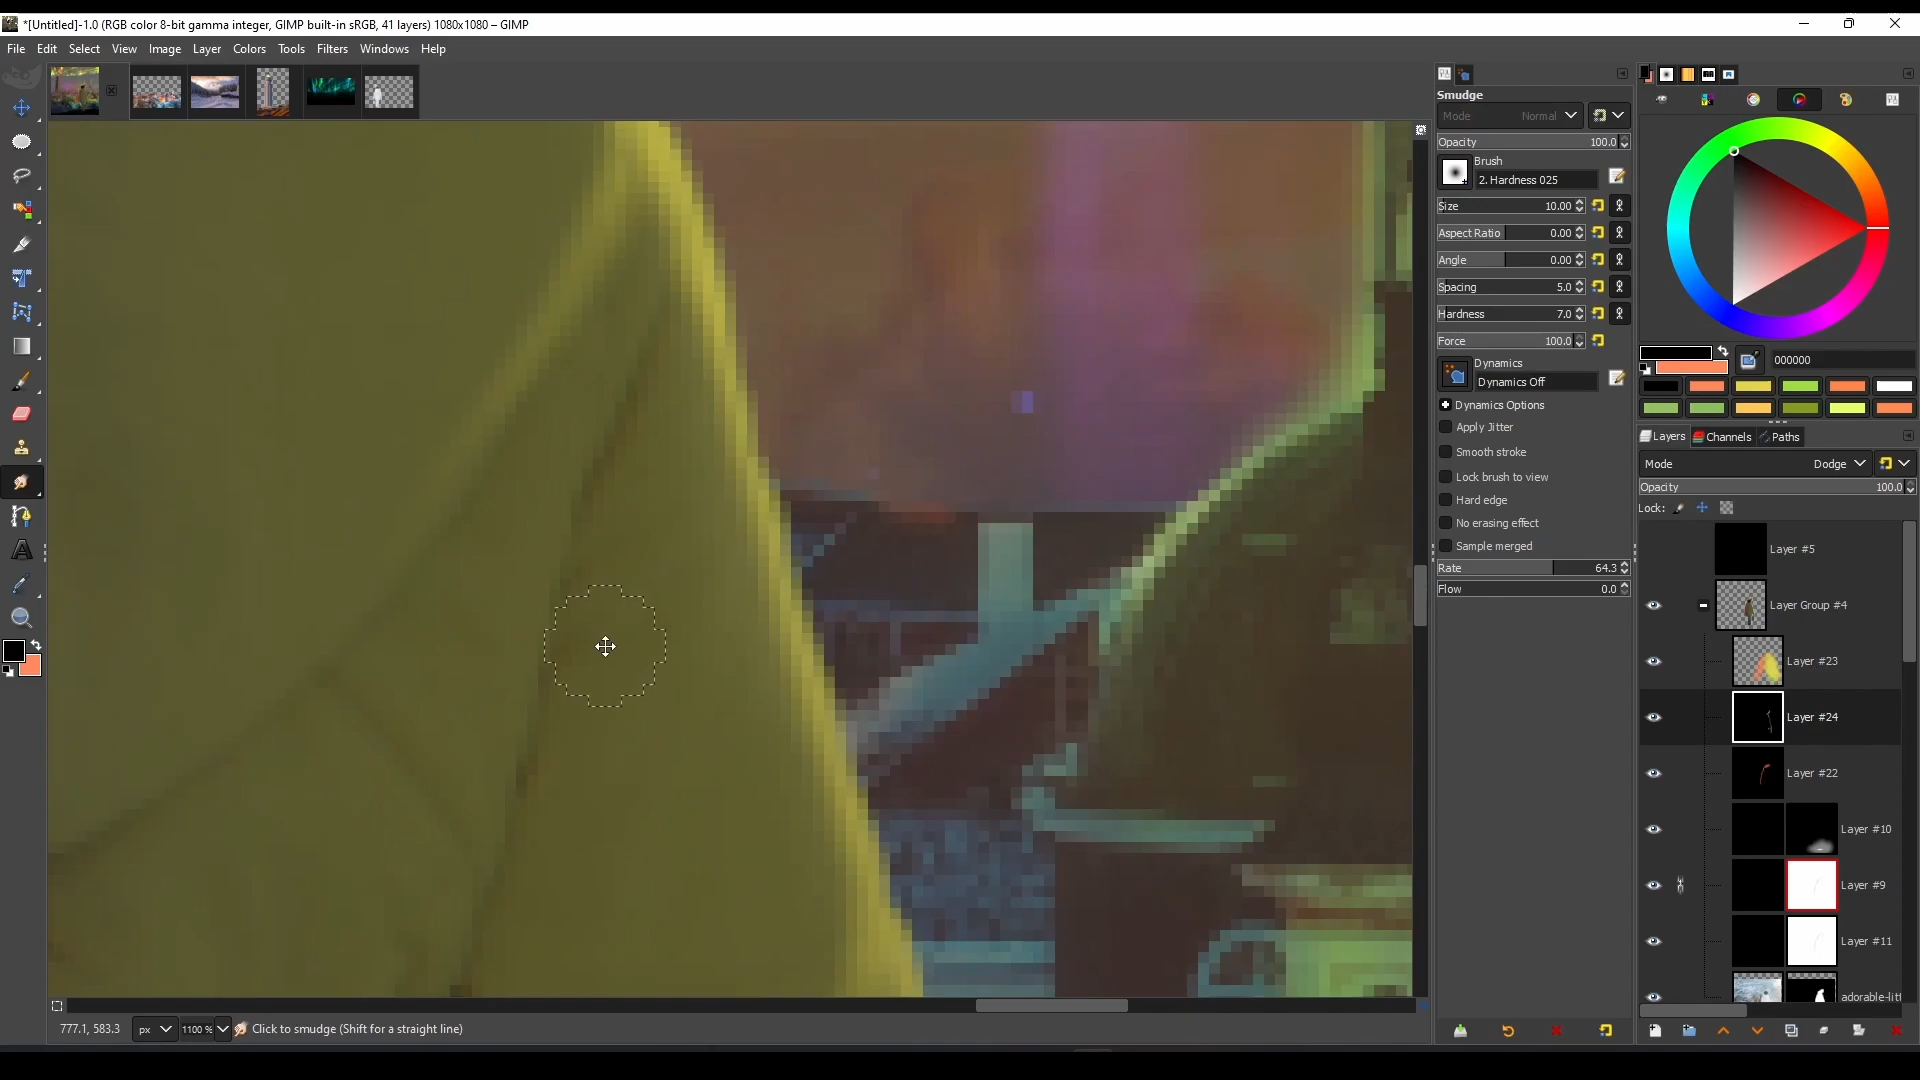 *[Untitled]-1.0 (RGB color 8-bit gamma integer, GIMP built-in sRGB, 41 layers) 1080x1080 – GIMP
File Edit Select View Image Layer Colors Tools Filters Windows Help
Smudge
Mode Normal
Opacity 100.0
Brush
2. Hardness 025
Size 10.00
Aspect Ratio 0.00
Angle 0.00
Spacing 5.0
Hardness 7.0
Force 100.0
Dynamics
Dynamics Off
Dynamics Options
Apply Jitter
Smooth stroke
Lock brush to view
Hard edge
No erasing effect
Sample merged
Rate 64.3
Flow 0.0
000000
Layers Channels Paths
Mode Dodge
Opacity 100.0
Lock:
Layer #5
Layer Group #4
Layer #23
Layer #24
Layer #22
Layer #10
Layer #9
Layer #11
adorable-litt
777.1, 583.3 px 1100 % Click to smudge (Shift for a straight line)